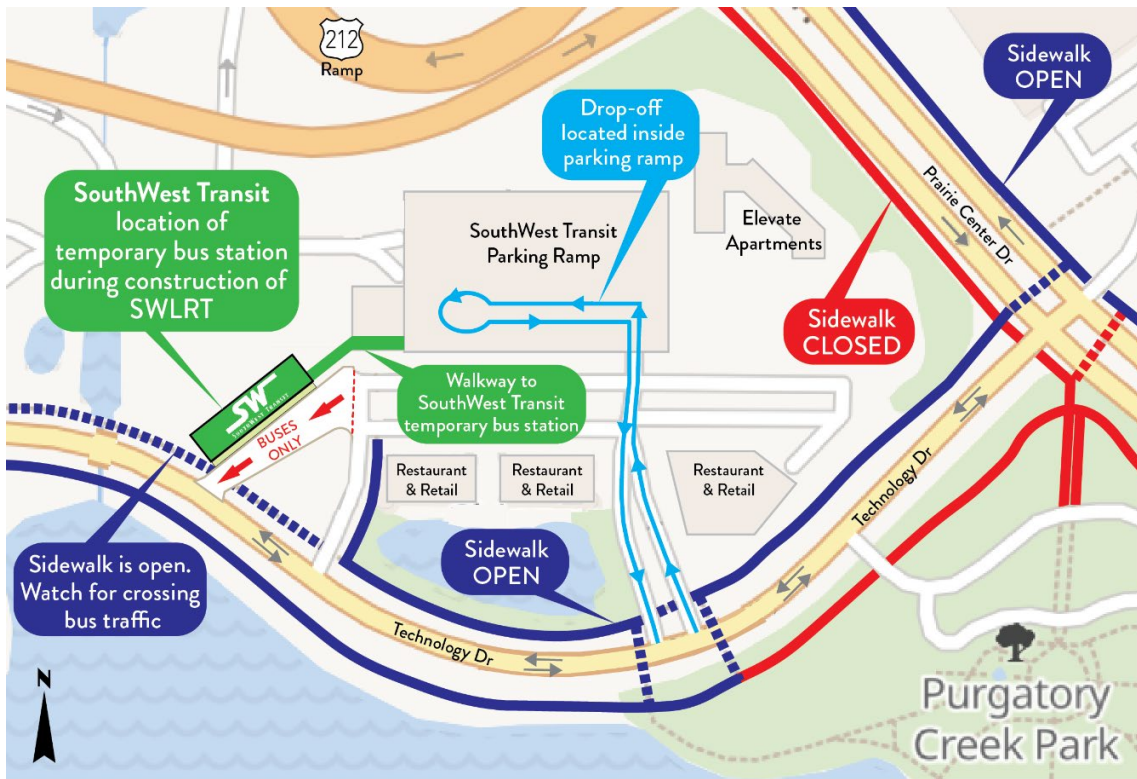 212
Ramp
Sidewalk
OPEN
Drop-off
located inside
parking ramp
SouthWest Transit
location of
temporary bus station
during construction of
SWLRT
Prairie Center Dr
Elevate
Apartments
SouthWest Transit
Parking Ramp
Sidewalk
CLOSED
Walkway to
SouthWest Transit
temporary bus station
SW
SOUTHWEST TRANSIT
BUSES
ONLY
Restaurant
& Retail
Restaurant
& Retail
Restaurant
& Retail
Technology Dr
Sidewalk is open.
Watch for crossing
bus traffic
Sidewalk
OPEN
Technology Dr
N
Purgatory
Creek Park